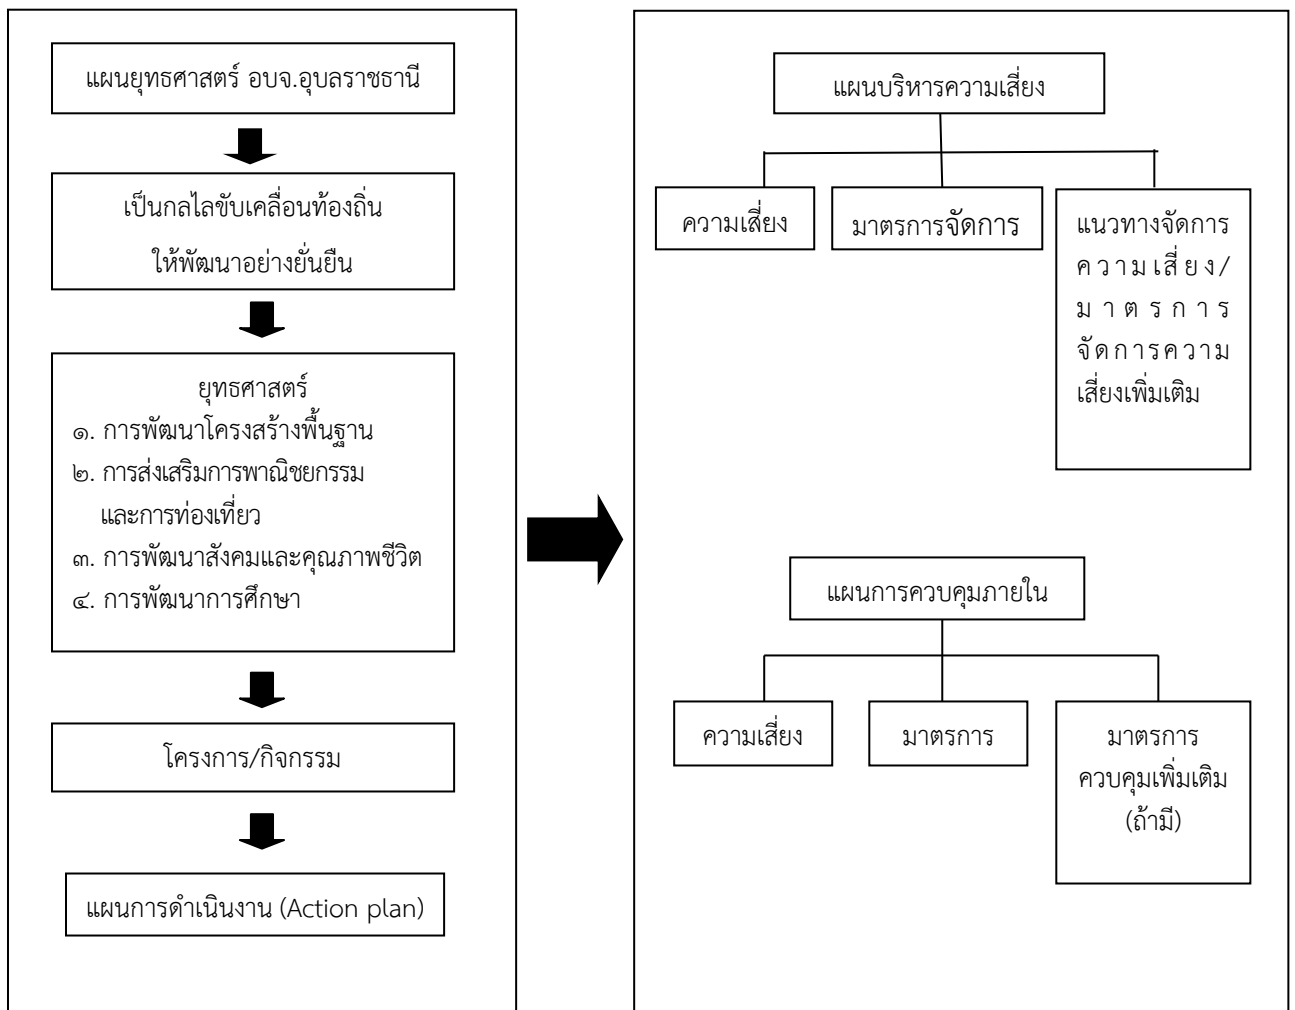 แผนยุทธศาสตร์ อบจ.อุบลราชธานี
เป็นกลไลขับเคลื่อนท้องถิ่น
ให้พัฒนาอย่างยั่นยืน
ยุทธศาสตร์
๑. การพัฒนาโครงสร้างพื้นฐาน
๒. การส่งเสริมการพาณิชยกรรม
และการท่องเที่ยว
๓. การพัฒนาสังคมและคุณภาพชีวิต
๔. การพัฒนาการศึกษา
โครงการ/กิจกรรม
แผนการดำเนินงาน (Action plan)
แผนบริหารความเสี่ยง
ความเสี่ยง
มาตรการจัดการ
แนวทางจัดการ
ความเสี่ยง/
มาตรการ
จัดการความ
เสี่ยงเพิ่มเติม
แผนการควบคุมภายใน
ความเสี่ยง
มาตรการ
มาตรการ
ควบคุมเพิ่มเติม
(ถ้ามี)